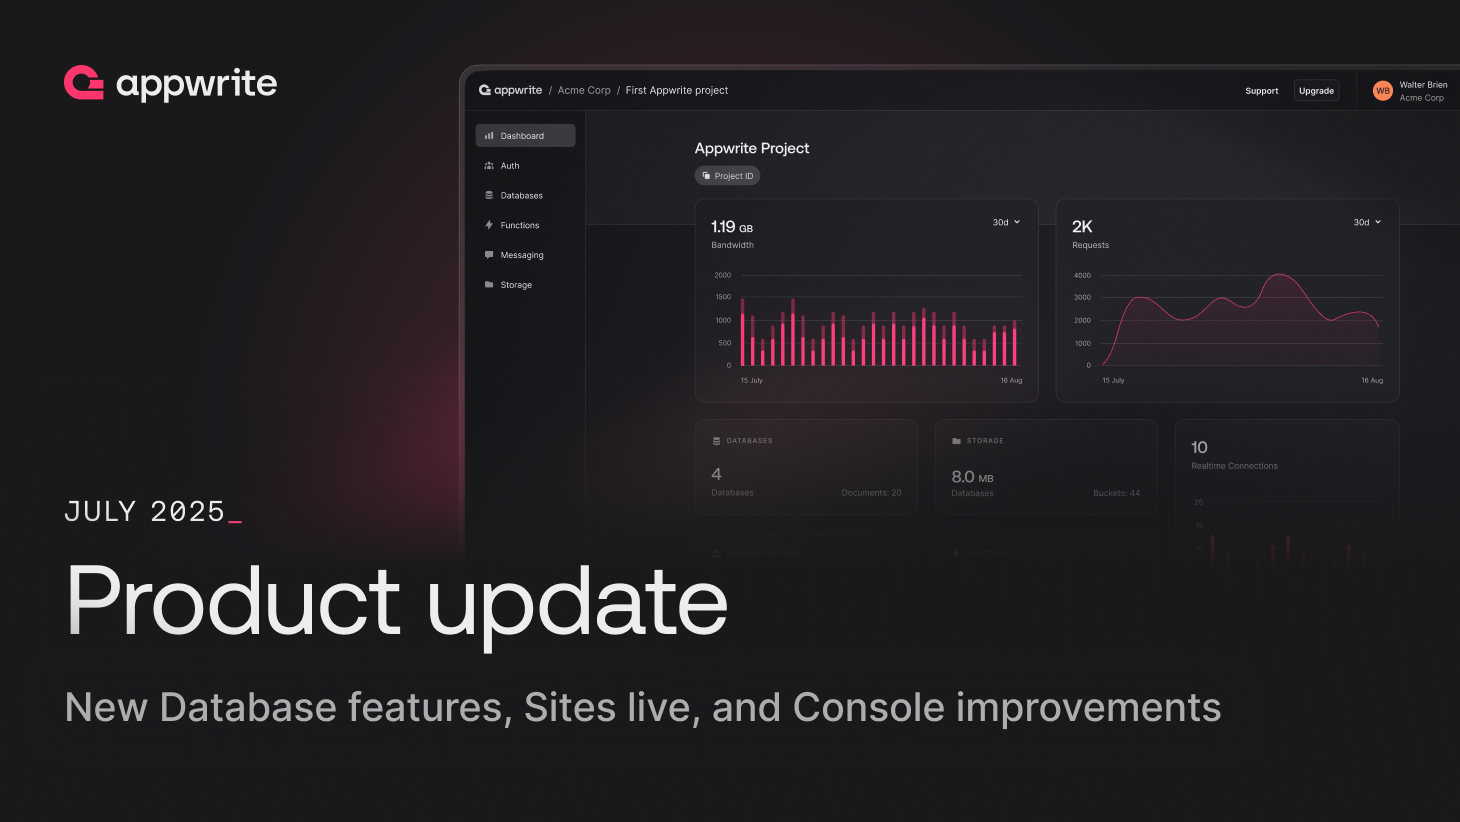 appwrite
appwrite / Acme Corp / First Appwrite project
Support
Upgrade
WB
Walter Brien
Acme Corp
Dashboard
Auth
Databases
Functions
Messaging
Storage
Appwrite Project
Project ID
1.19 GB
30d
Bandwidth
2000
1500
1000
500
0
15 July
16 Aug
2K
30d
Requests
4000
3000
2000
1000
0
15 July
16 Aug
DATABASES
4
Databases
Documents: 20
STORAGE
8.0 MB
Databases
Buckets: 44
10
Realtime Connections
20
15
JULY 2025_
Product update
New Database features, Sites live, and Console improvements